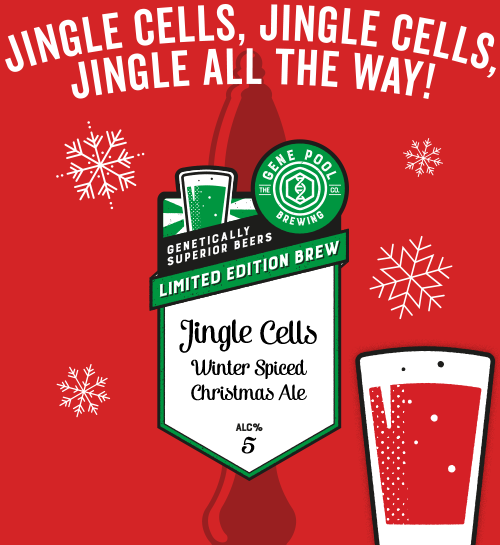 JINGLE CELLS, JINGLE CELLS,
JINGLE ALL THE WAY!
GENE POOL
THE CO.
BREWING
GENETICALLY
SUPERIOR BEERS
LIMITED EDITION BREW
Jingle Cells
Winter Spiced
Christmas Ale
ALC%
5